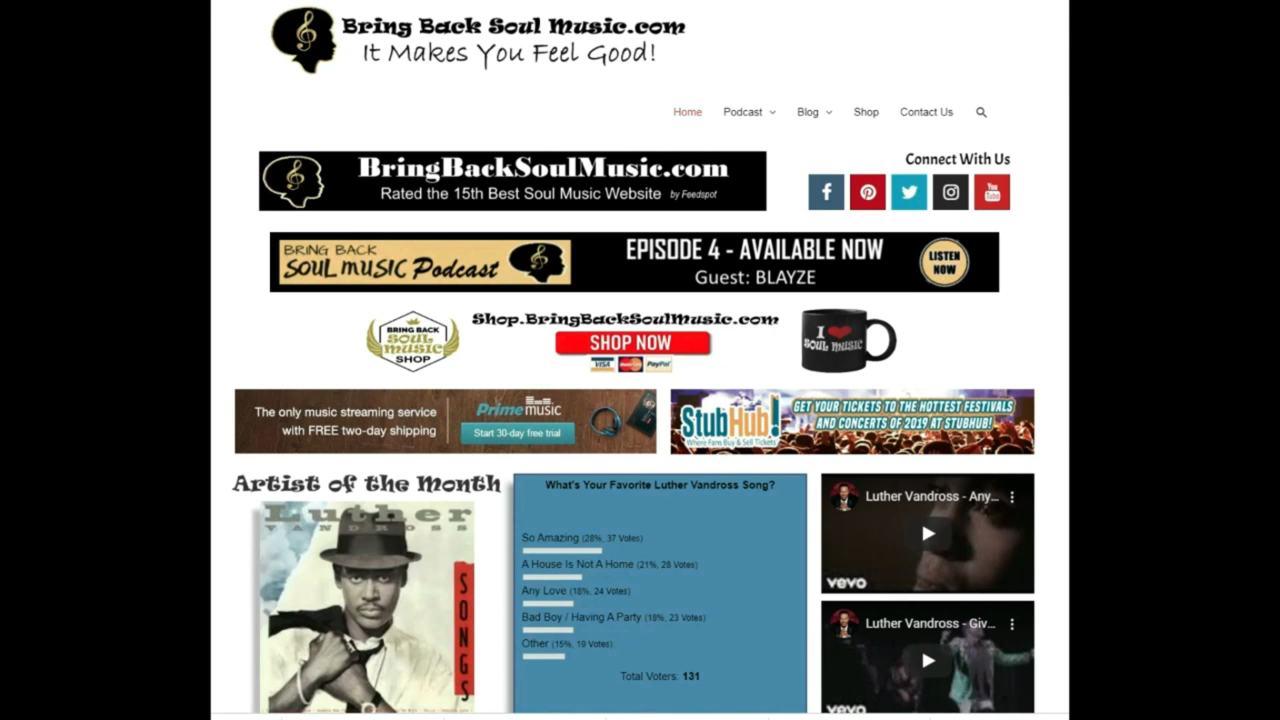 Bring Back Soul Music.com
It Makes You Feel Good!
Home Podcast Blog Shop Contact Us
BringBackSoulMusic.com
Rated the 15th Best Soul Music Website by Feedspot
Connect With Us
You Tube
BRING BACK
SOUL MUSIC Podcast
EPISODE 4 - AVAILABLE NOW
Guest: BLAYZE
LISTEN
NOW
BRING BACK
SOUL
MUSIC
SHOP
Shop.BringBackSoulMusic.com
SHOP NOW
VISA MasterCard PayPal
I
SOUL MUSIC
The only music streaming service
with FREE two-day shipping
Prime music
Start 30-day free trial
StubHub!
Where Fans Buy & Sell Tickets
GET YOUR TICKETS TO THE HOTTEST FESTIVALS
AND CONCERTS OF 2019 AT STUBHUB!
Artist of the Month
Luther
VANDROSS
SONGS
What's Your Favorite Luther Vandross Song?
So Amazing (28%, 37 Votes)
A House Is Not A Home (21%, 28 Votes)
Any Love (18%, 24 Votes)
Bad Boy / Having A Party (18%, 23 Votes)
Other (15%, 19 Votes)
Total Voters: 131
Luther Vandross - Any...
vevo
Luther Vandross - Giv...
vevo